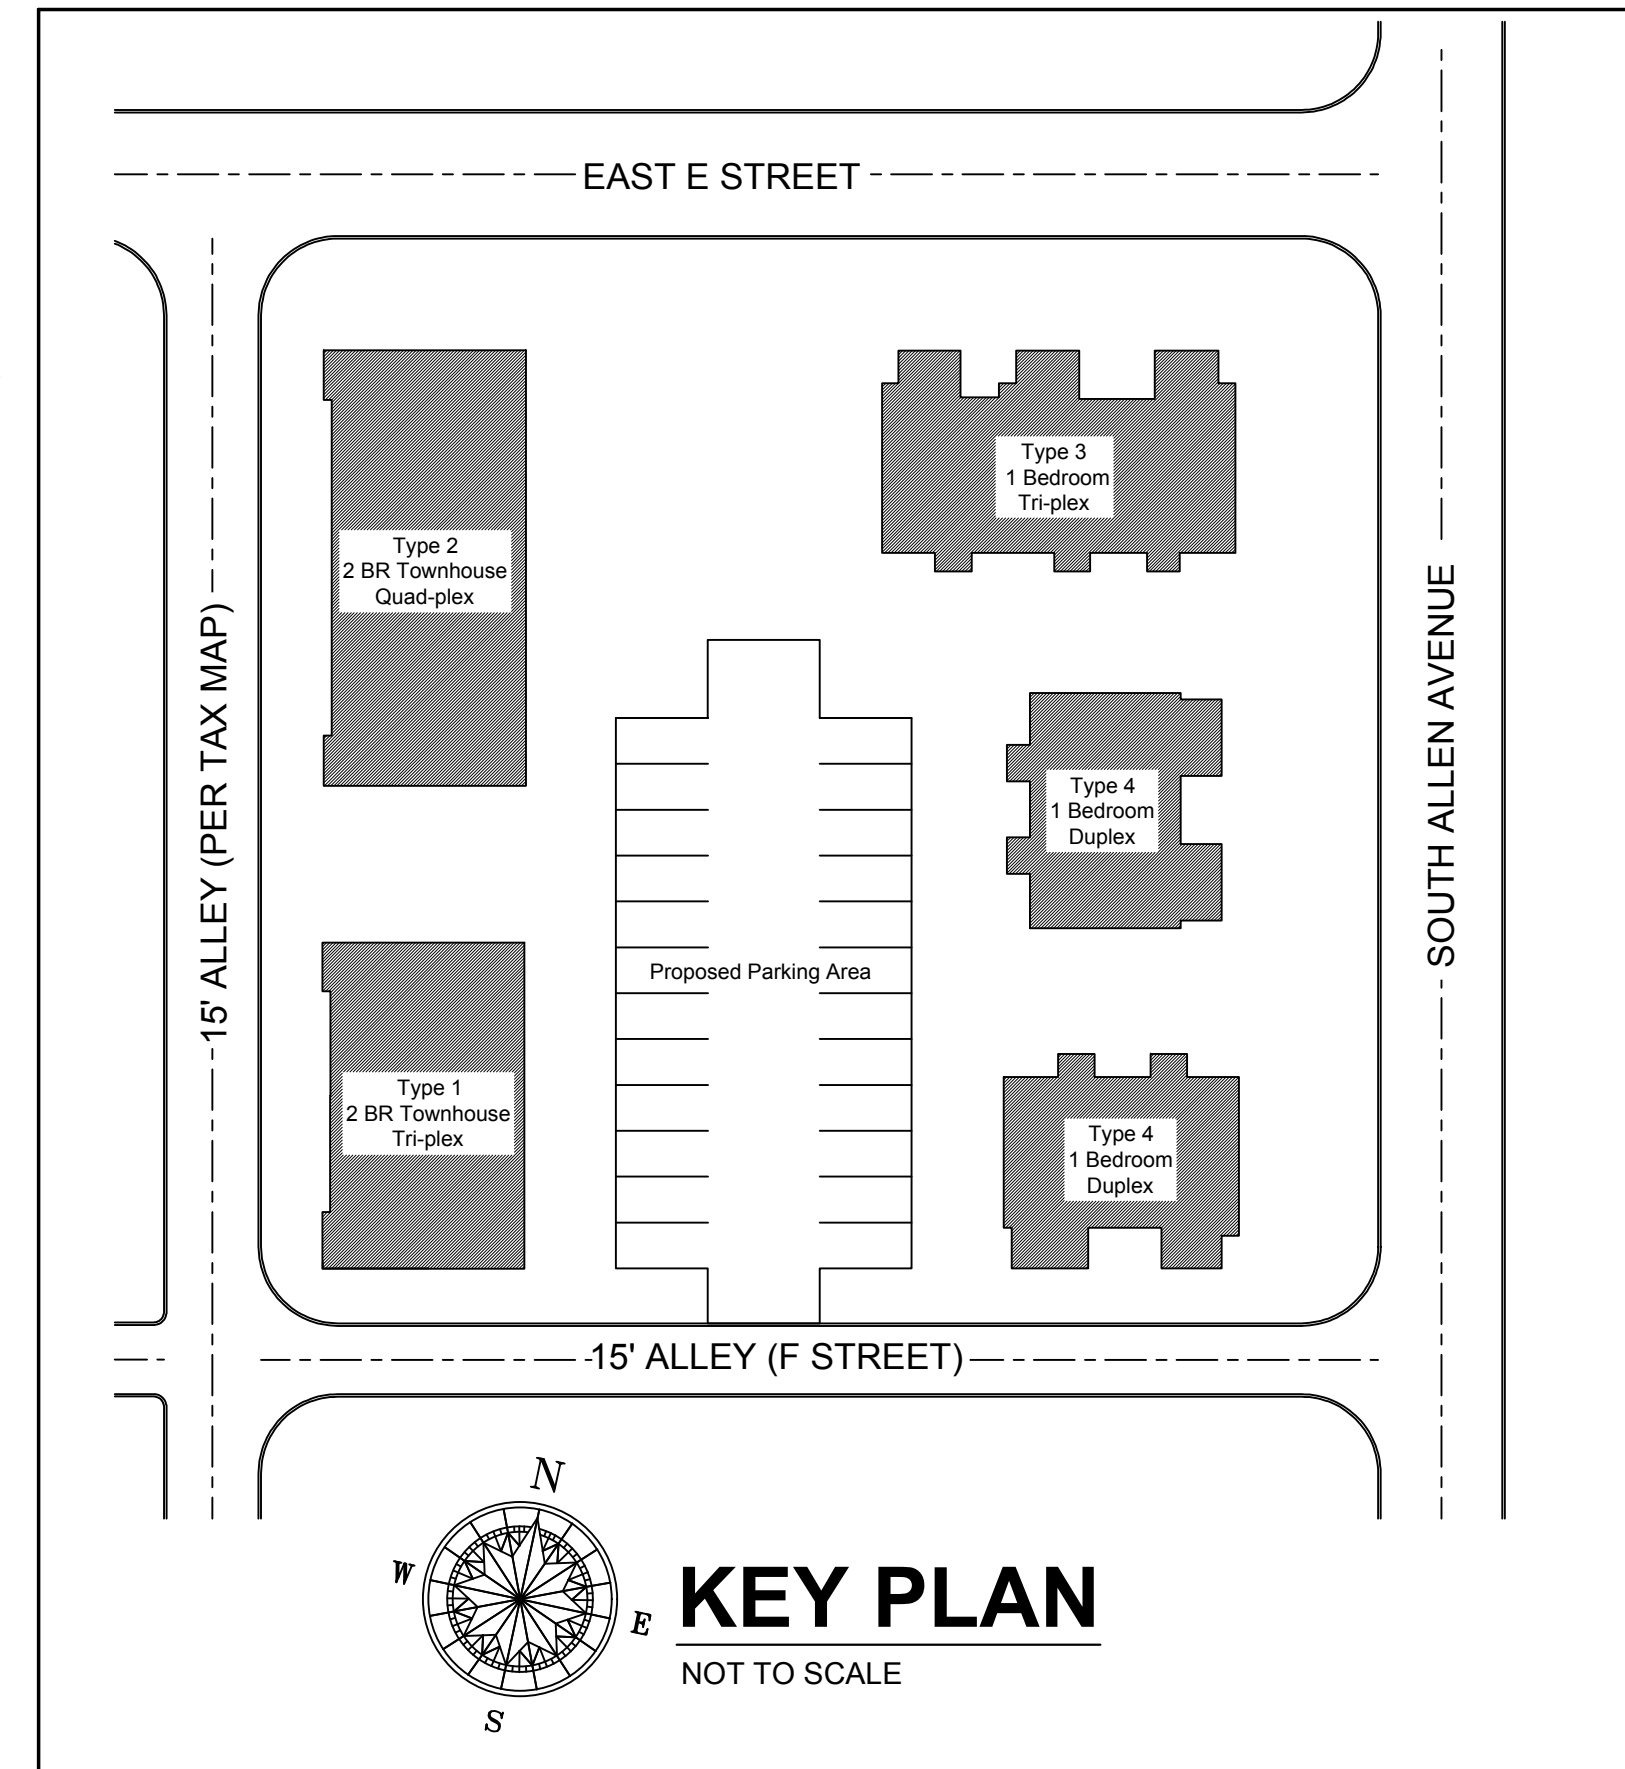 EAST E STREET
Type 3
1 Bedroom
Tri-plex
Type 2
2 BR Townhouse
Quad-plex
15' ALLEY (PER TAX MAP)
SOUTH ALLEN AVENUE
Type 4
1 Bedroom
Duplex
Proposed Parking Area
Type 1
2 BR Townhouse
Tri-plex
Type 4
1 Bedroom
Duplex
15' ALLEY (F STREET)
N
W
E
S
KEY PLAN
NOT TO SCALE